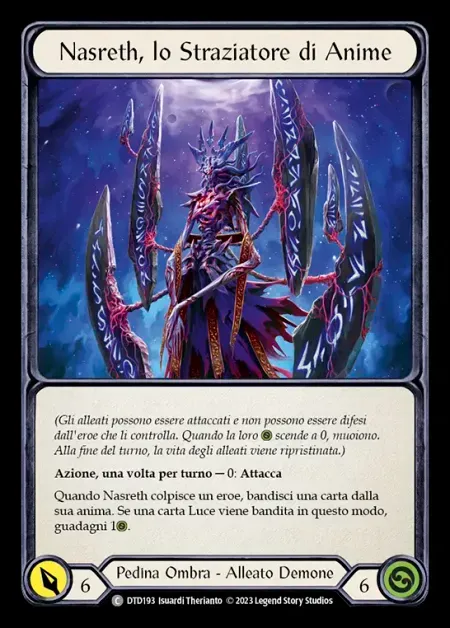 Nasreth, lo Straziatore di Anime
(Gli alleati possono essere attaccati e non possono essere difesi
dall'eroe che li controlla. Quando la loro scende a 0, muoiono.
Alla fine del turno, la vita degli alleati viene ripristinata.)
Azione, una volta per turno — 0: Attacca
Quando Nasreth colpisce un eroe, bandisci una carta dalla
sua anima. Se una carta Luce viene bandita in questo modo,
guadagni 1.
6 Pedina Ombra - Alleato Demone 6
C DTD193 Isuardi Therianto © 2023 Legend Story Studios